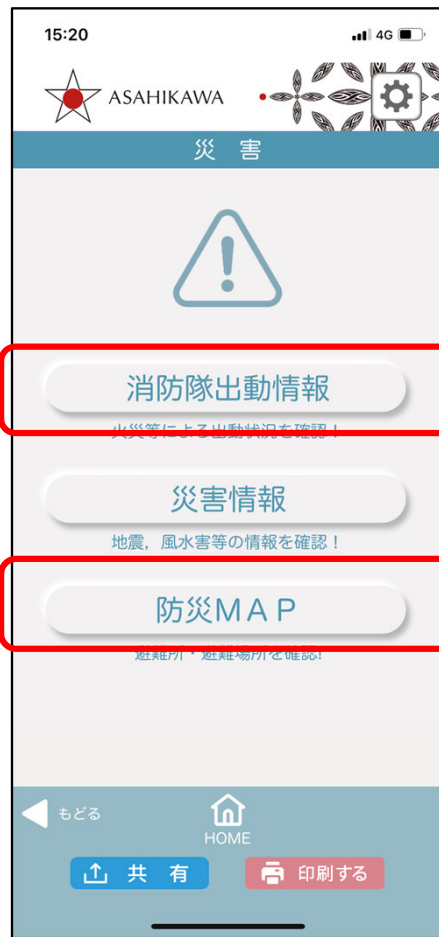 15:20
4G
ASAHIKAWA
災 害
消防隊出動情報
火災等による出動状況を確認！
災害情報
地震，風水害等の情報を確認！
防災ＭＡＰ
避難所・避難場所を確認!
もどる
HOME
共 有
印刷する